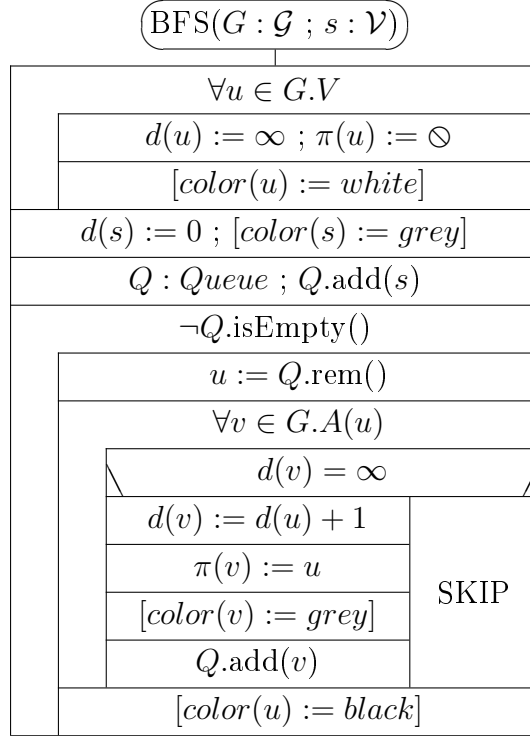 BFS(G : 𝒢 ; s : 𝒱)
∀u ∈ G.V
d(u) := ∞ ; π(u) := ⦸
[color(u) := white]
d(s) := 0 ; [color(s) := grey]
Q : Queue ; Q.add(s)
¬Q.isEmpty()
u := Q.rem()
∀v ∈ G.A(u)
d(v) = ∞
d(v) := d(u) + 1
π(v) := u
[color(v) := grey]
Q.add(v)
SKIP
[color(u) := black]